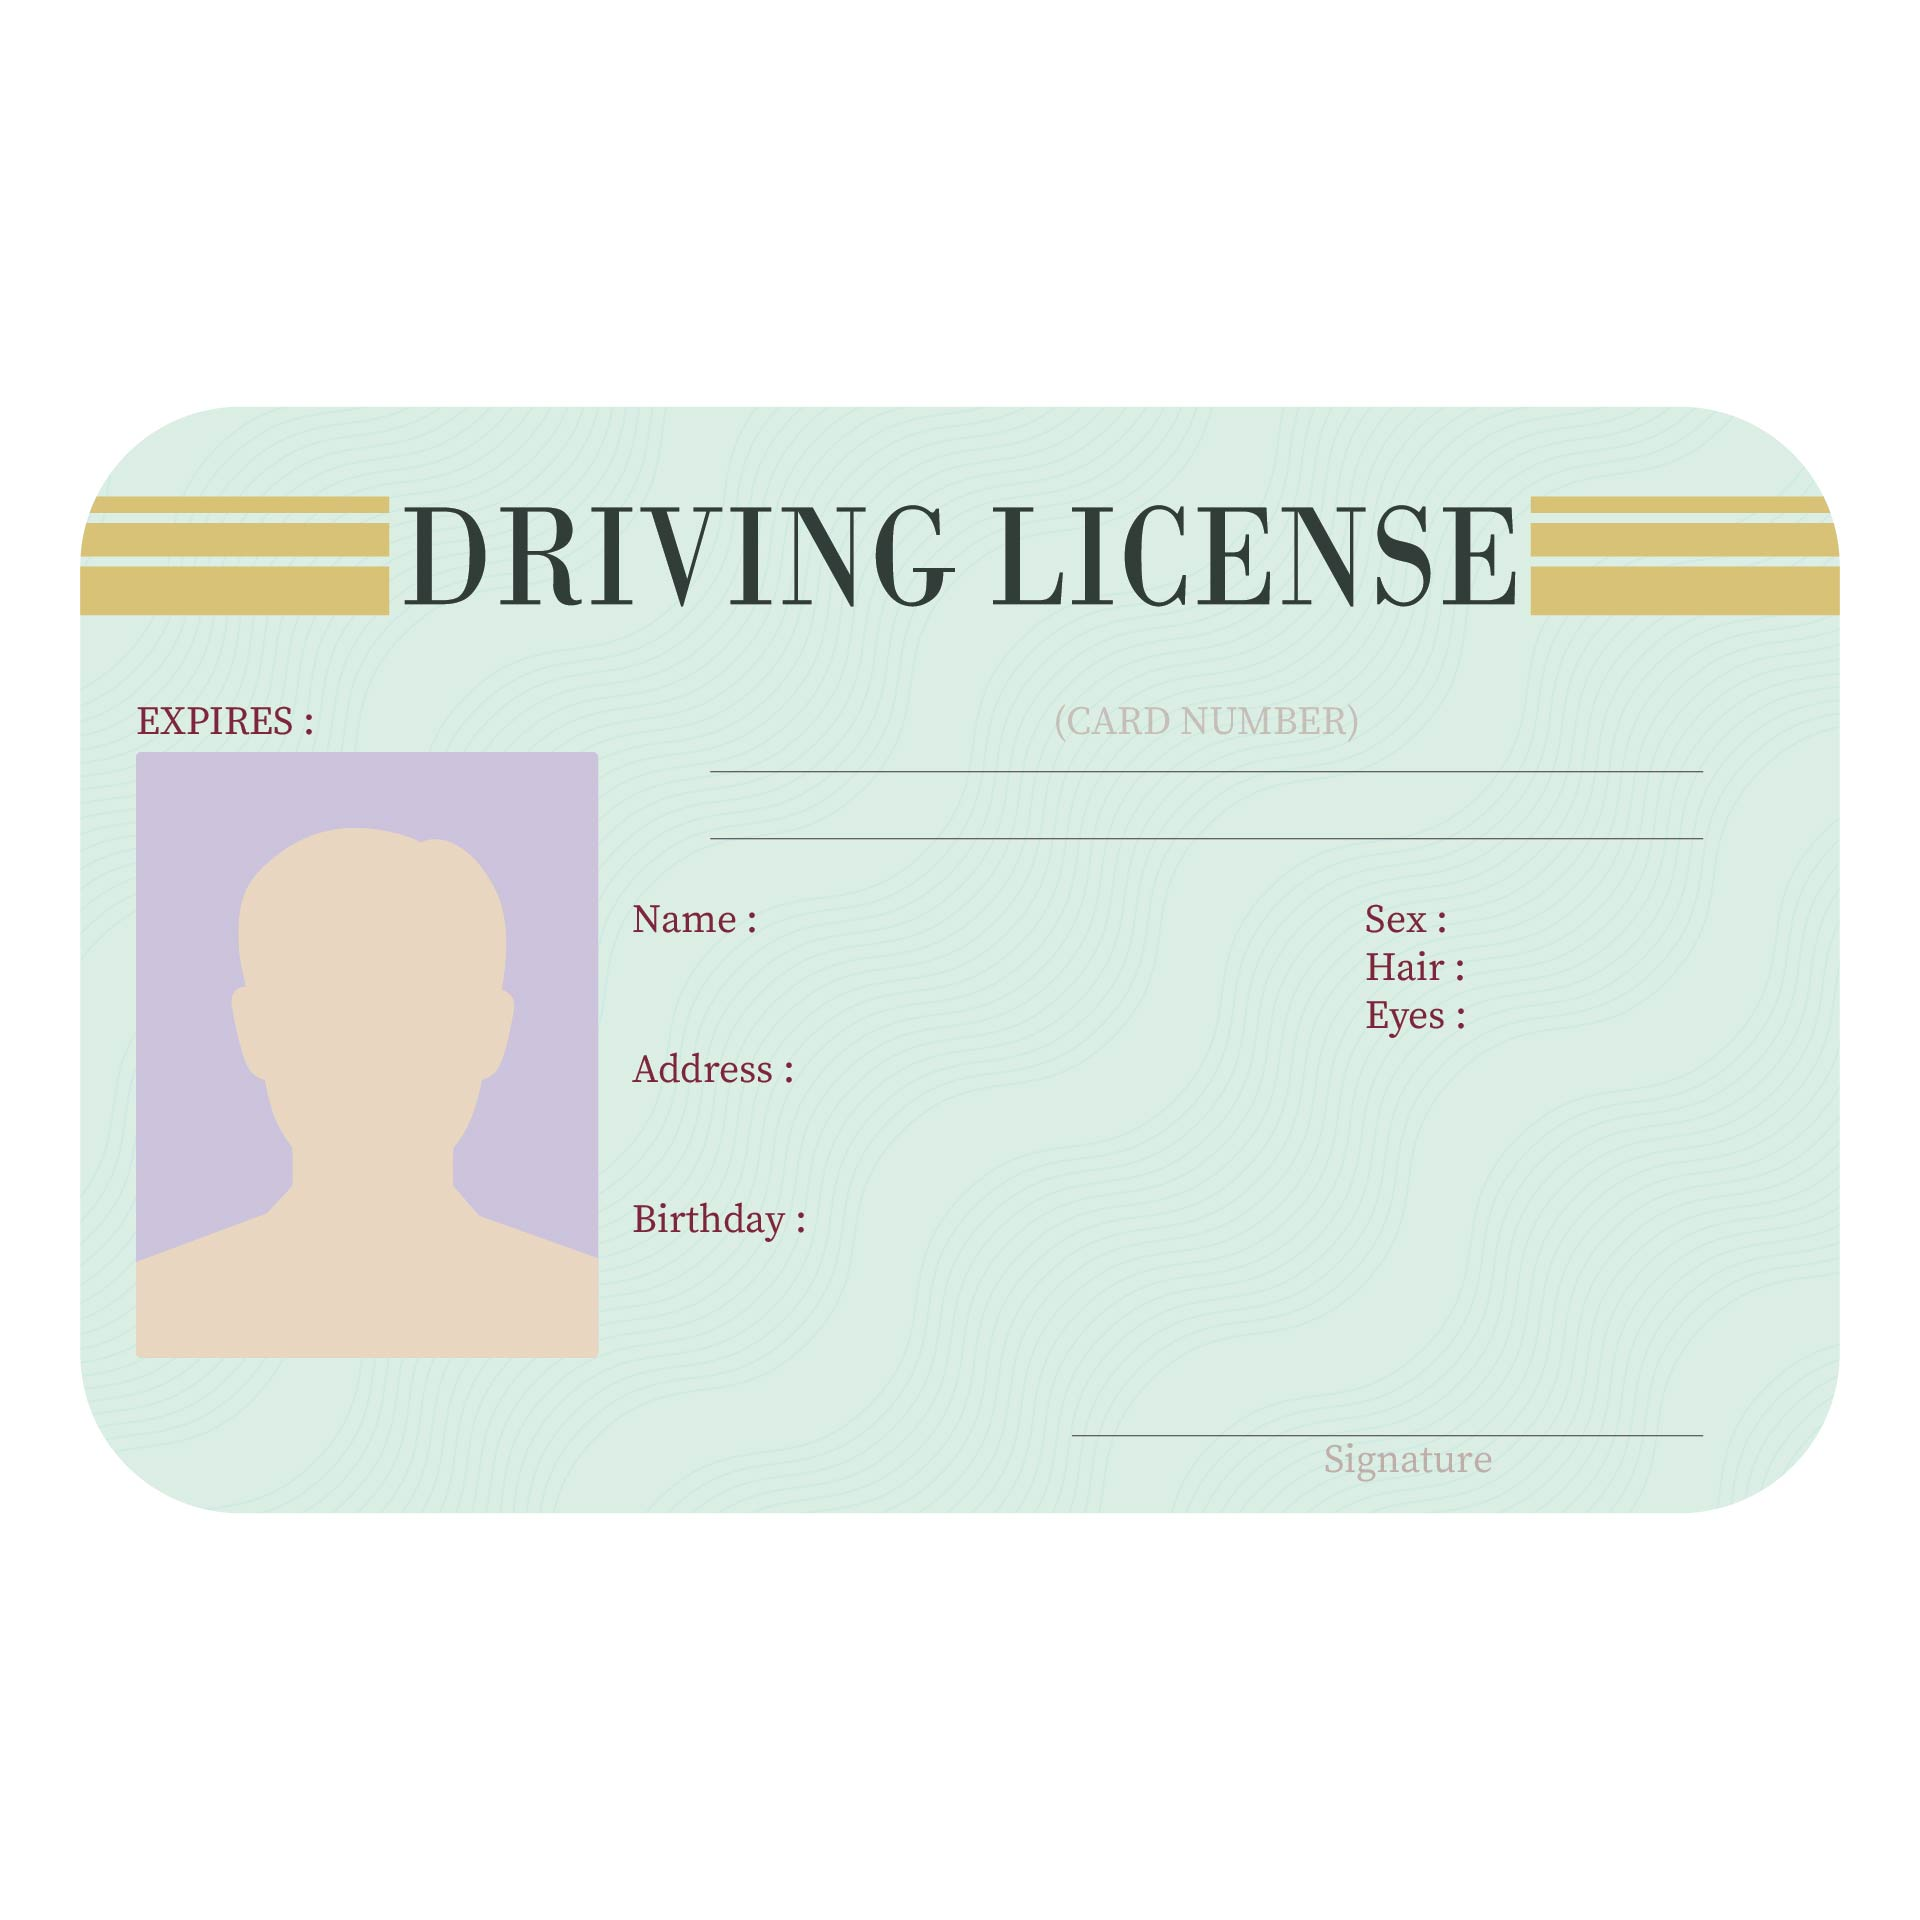 DRIVING LICENSE
EXPIRES :
(CARD NUMBER)
Name :
Sex :
Hair :
Eyes :
Address :
Birthday :
Signature